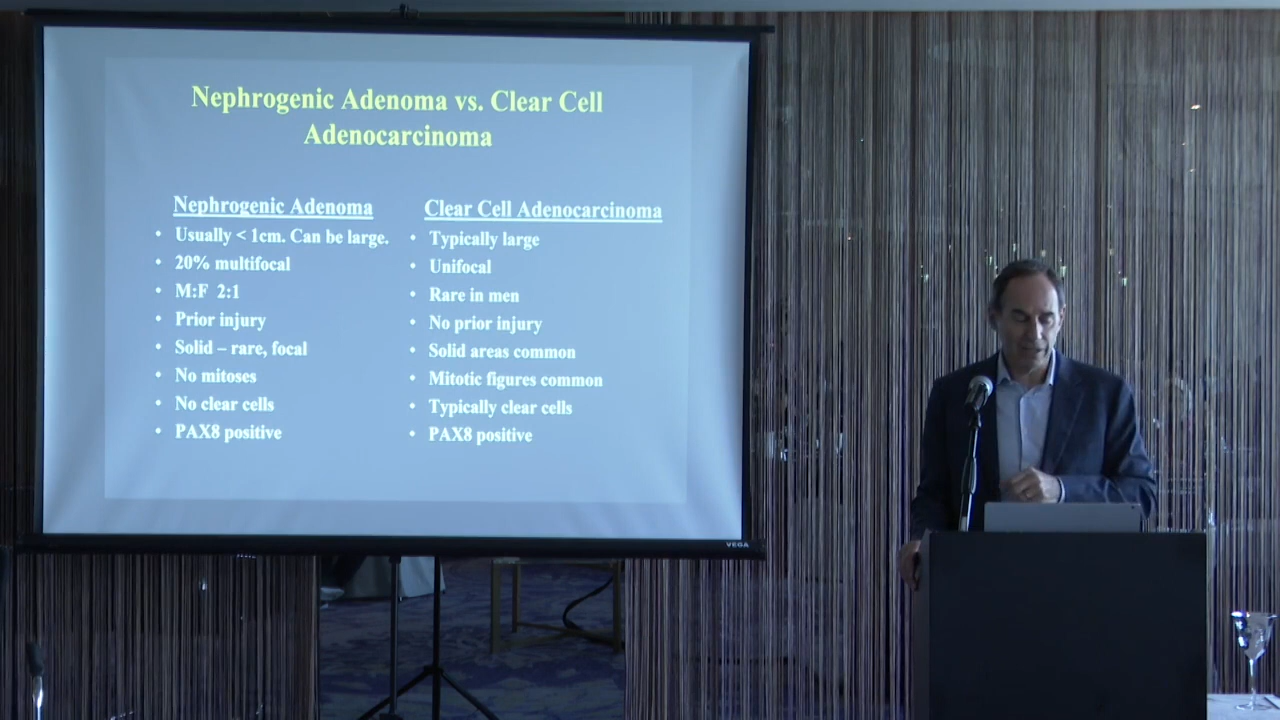 Nephrogenic Adenoma vs. Clear Cell
Adenocarcinoma
Nephrogenic Adenoma
• Usually < 1cm. Can be large.
• 20% multifocal
• M:F 2:1
• Prior injury
• Solid – rare, focal
• No mitoses
• No clear cells
• PAX8 positive
Clear Cell Adenocarcinoma
• Typically large
• Unifocal
• Rare in men
• No prior injury
• Solid areas common
• Mitotic figures common
• Typically clear cells
• PAX8 positive
VEGA